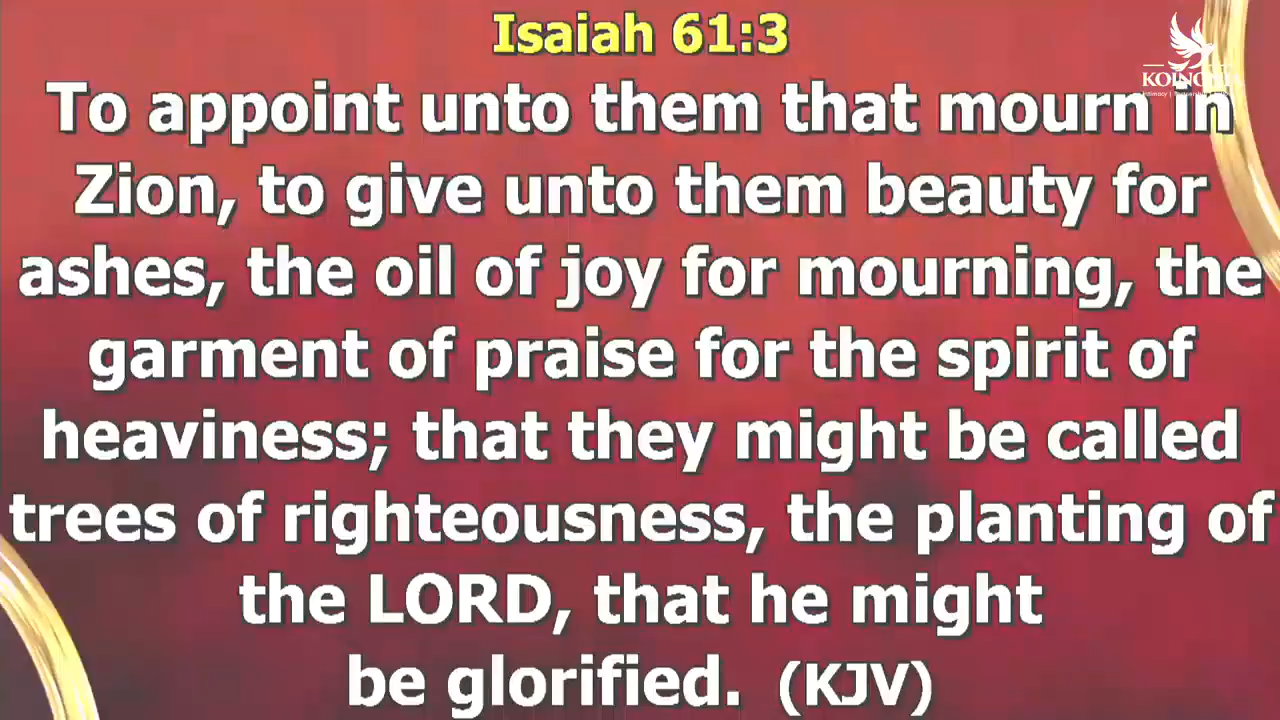 Isaiah 61:3
KOINONIA
To appoint unto them that mourn in
Zion, to give unto them beauty for
ashes, the oil of joy for mourning, the
garment of praise for the spirit of
heaviness; that they might be called
trees of righteousness, the planting of
the LORD, that he might
be glorified. (KJV)